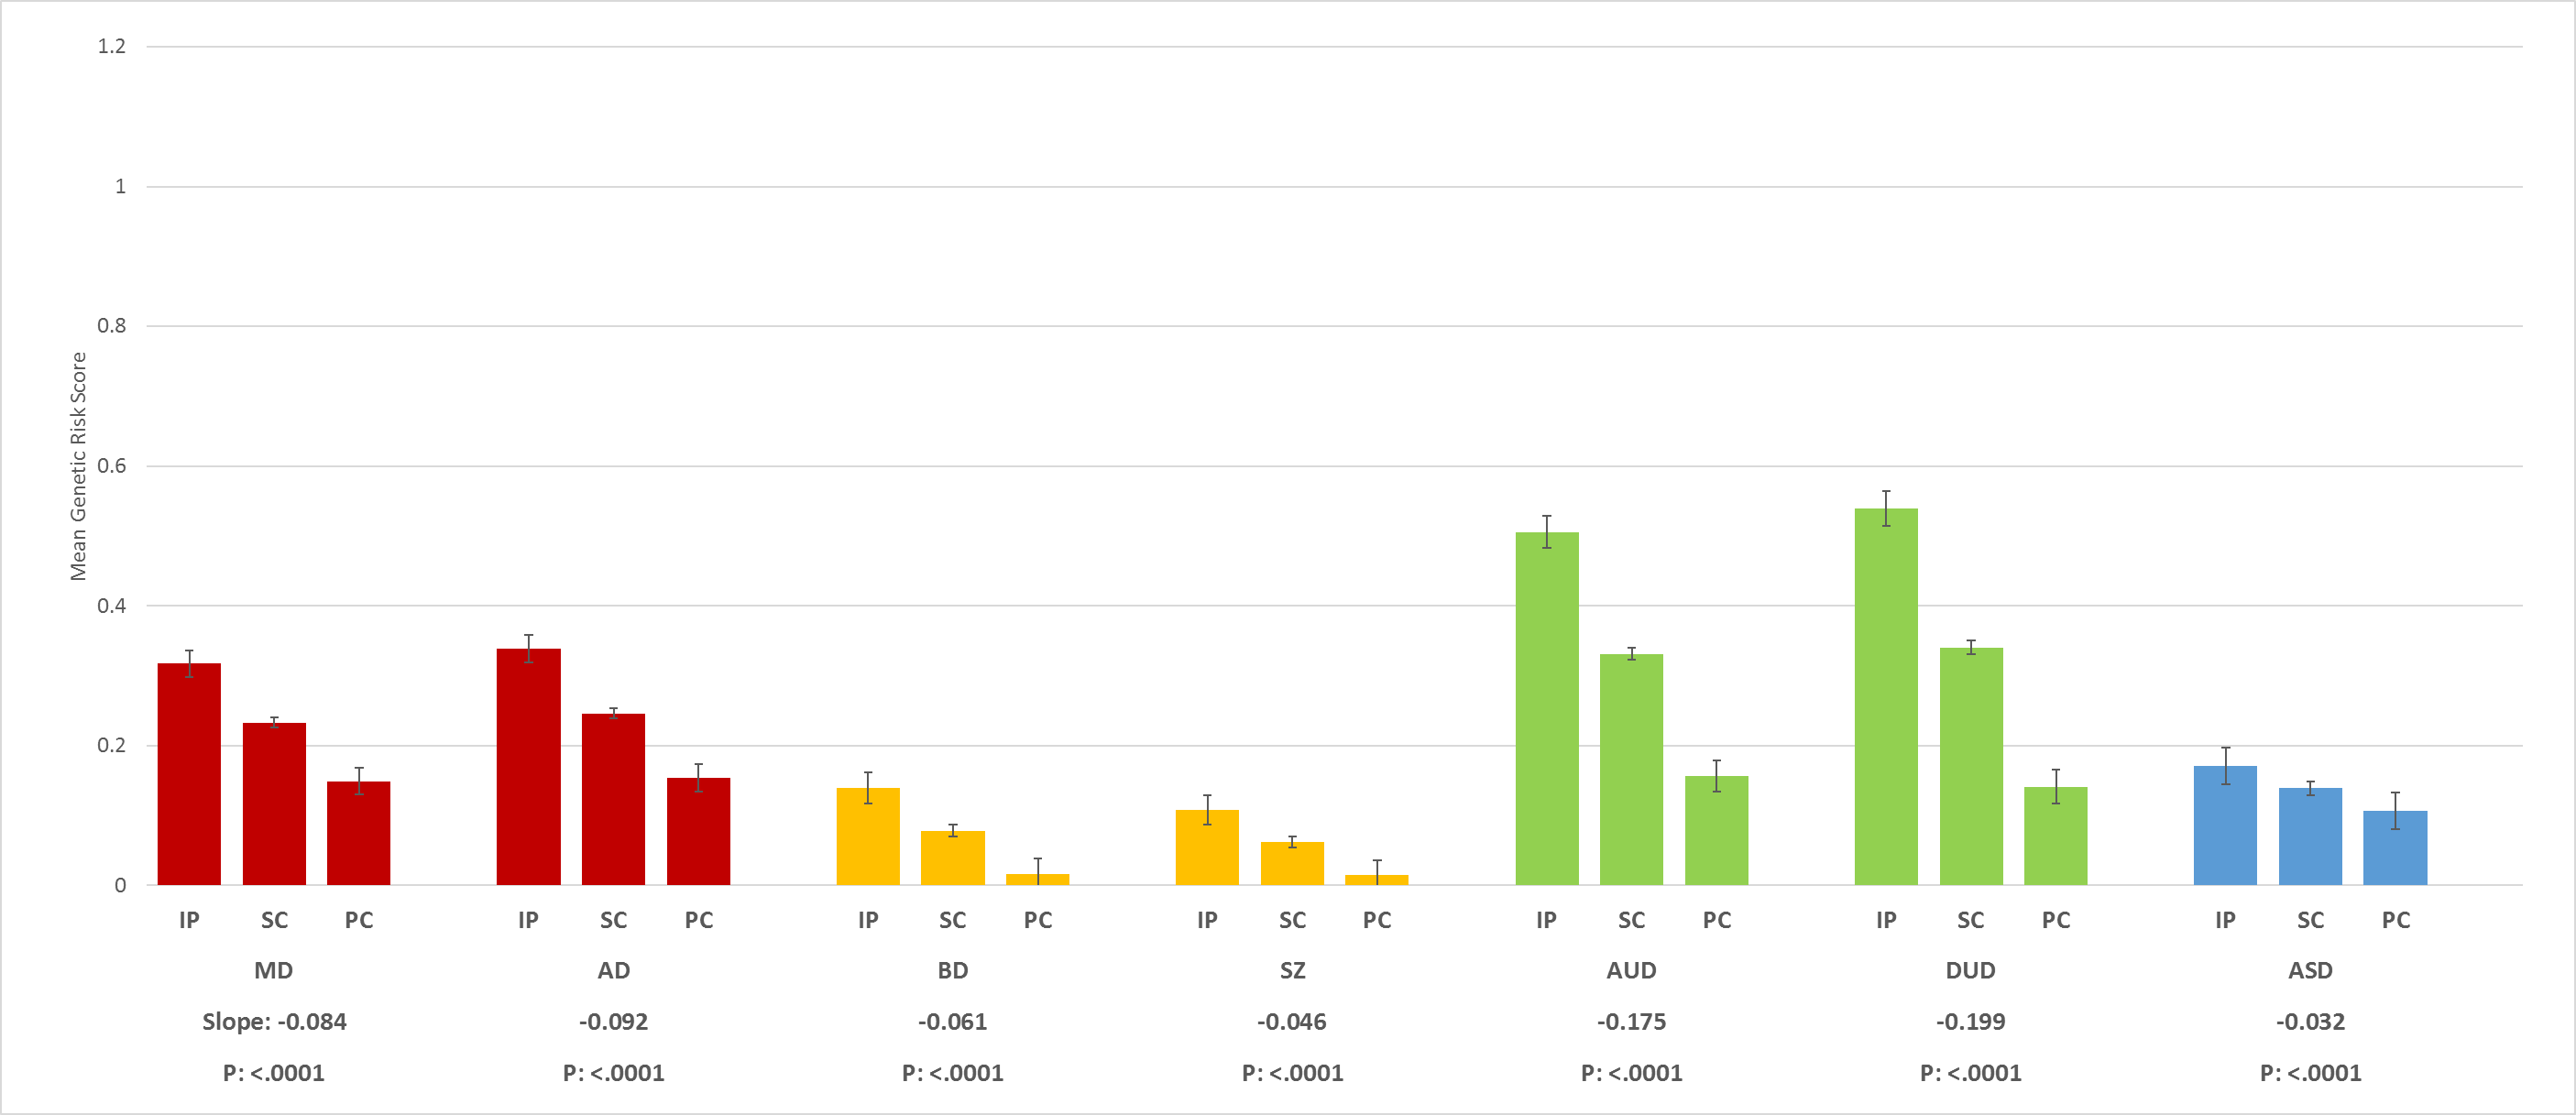 1.2
1
0.8
0.6
0.4
0.2
0
Mean Genetic Risk Score
IP SC PC IP SC PC IP SC PC IP SC PC IP SC PC IP SC PC IP SC PC
MD AD BD SZ AUD DUD ASD
Slope: -0.084 -0.092 -0.061 -0.046 -0.175 -0.199 -0.032
P: <.0001 P: <.0001 P: <.0001 P: <.0001 P: <.0001 P: <.0001 P: <.0001